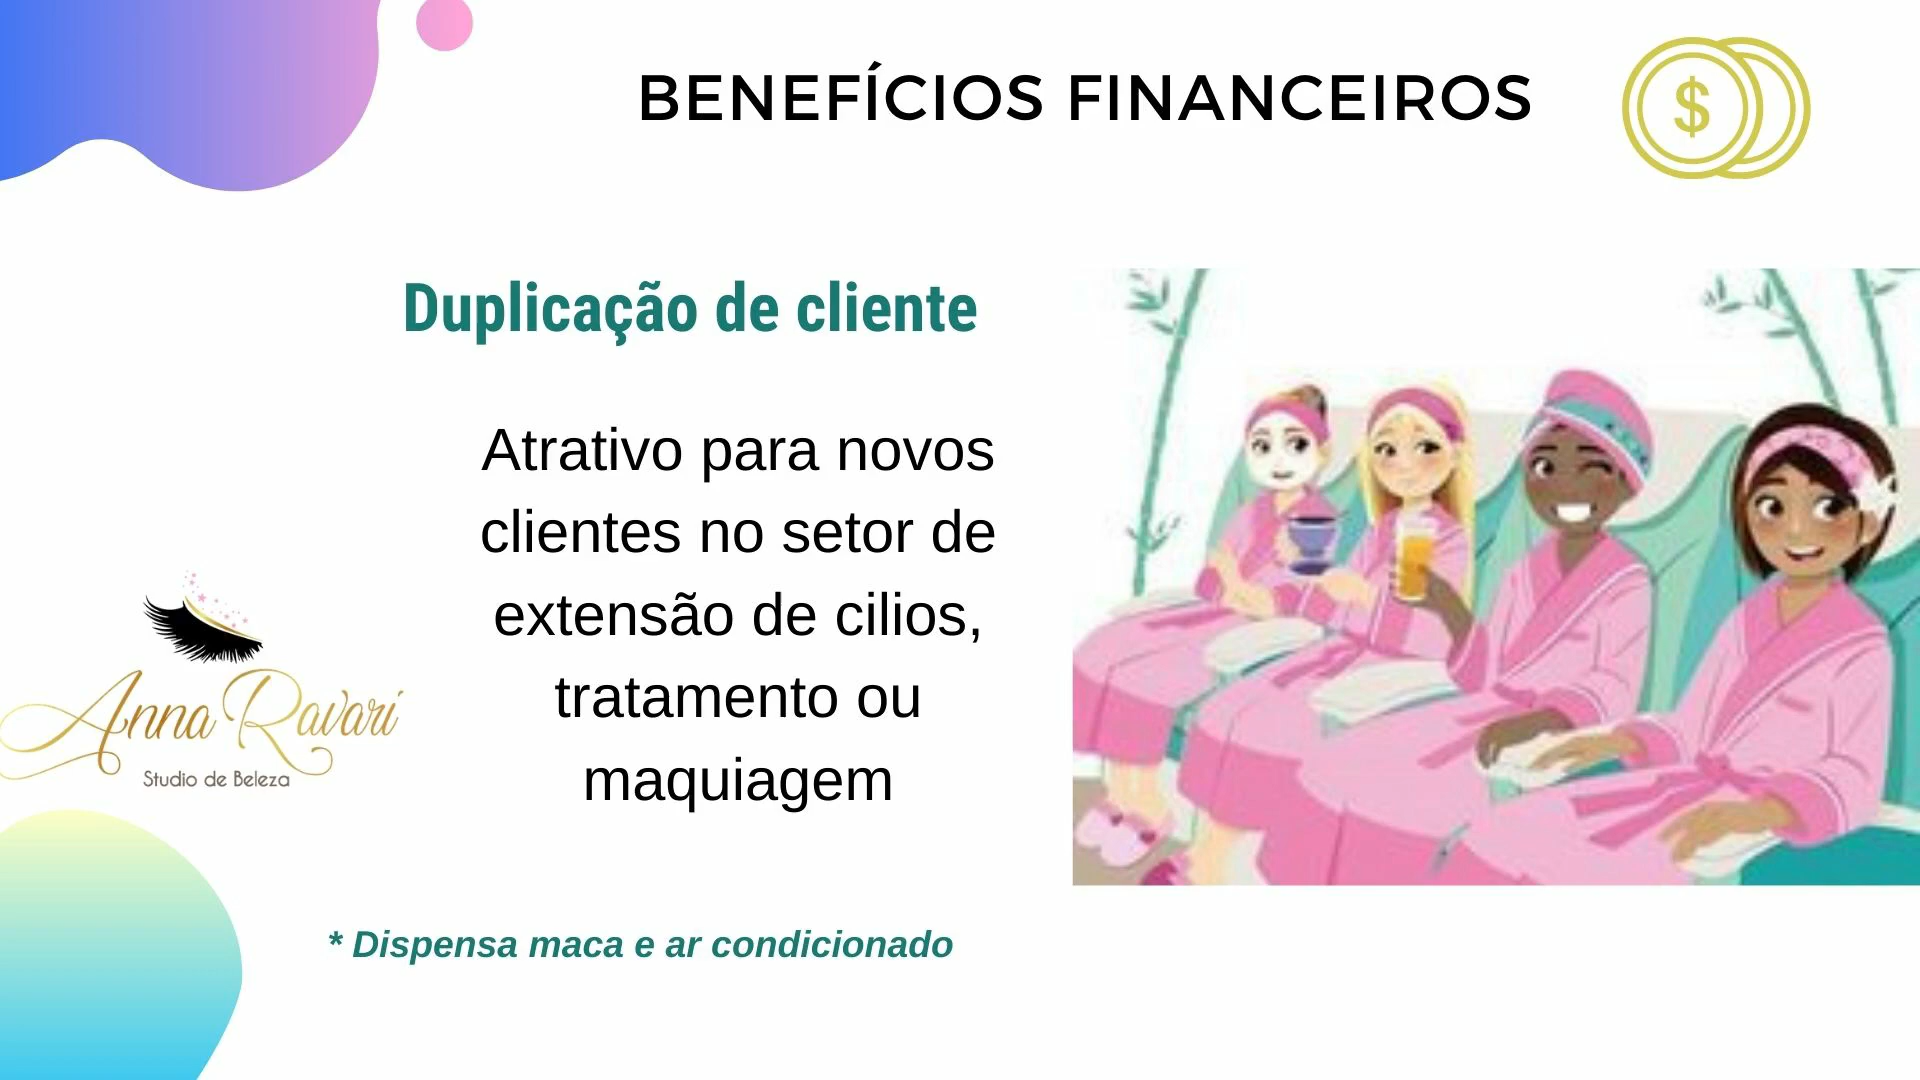 BENEFÍCIOS FINANCEIROS
$
Duplicação de cliente
Atrativo para novos
clientes no setor de
extensão de cilios,
tratamento ou
maquiagem
Anna Ravari
Studio de Beleza
* Dispensa maca e ar condicionado